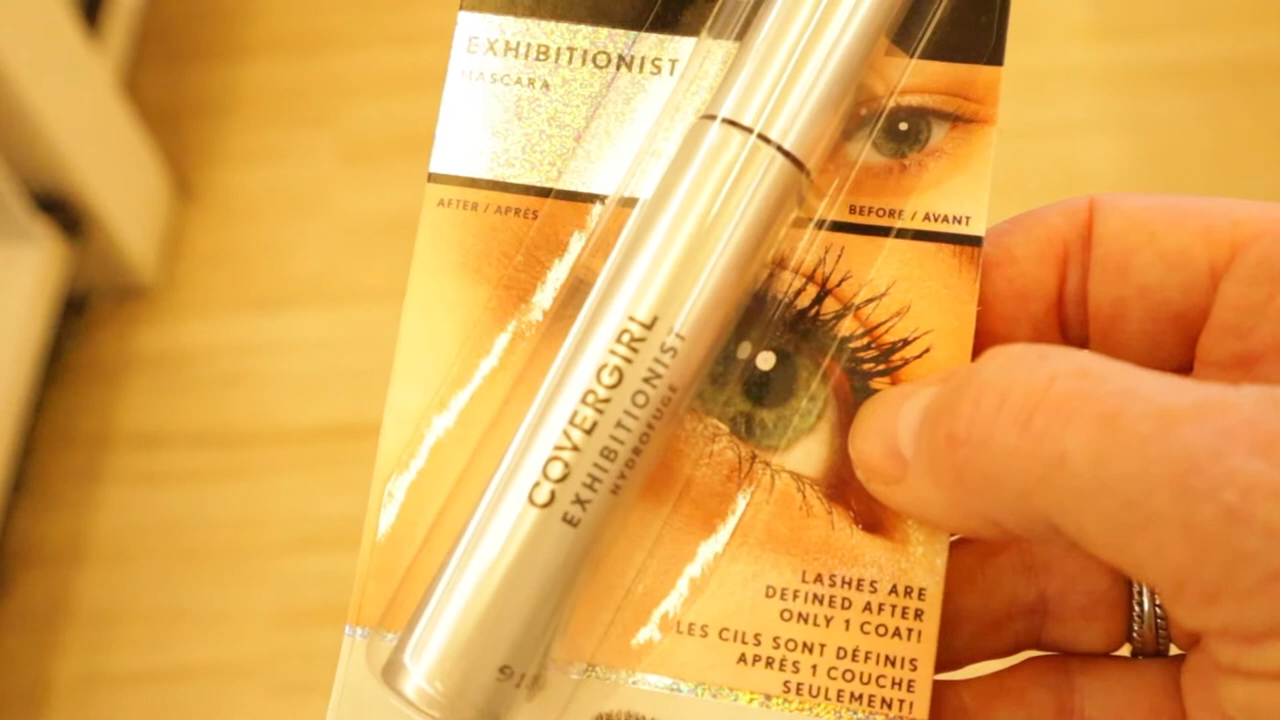 EXHIBITIONIST
MASCARA
AFTER / APRÈS
BEFORE / AVANT
COVERGIRL
EXHIBITIONIST
HYDROFUGE
LASHES ARE
DEFINED AFTER
ONLY 1 COAT!
LES CILS SONT DÉFINIS
APRÈS 1 COUCHE
SEULEMENT!